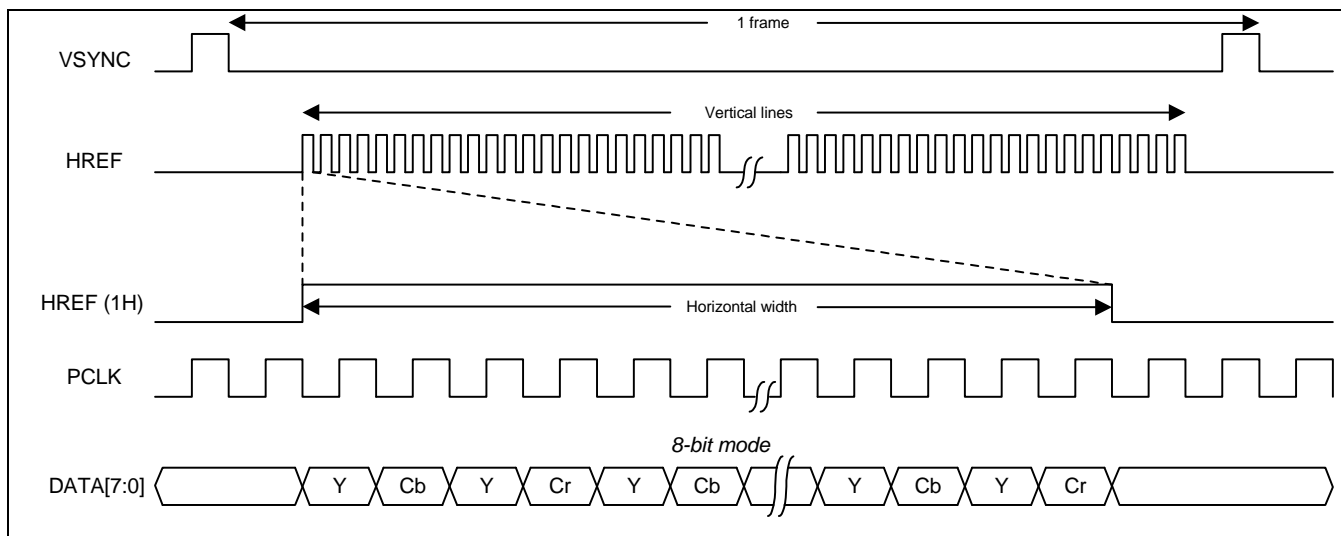 1 frame
VSYNC
Vertical lines
HREF
HREF (1H)
Horizontal width
PCLK
8-bit mode
DATA[7:0] Y Cb Y Cr Y Cb Y Cb Y Cr